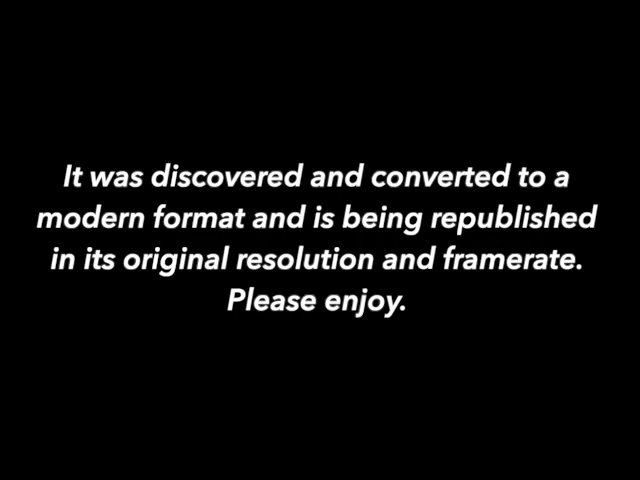 It was discovered and converted to a
modern format and is being republished
in its original resolution and framerate.
Please enjoy.